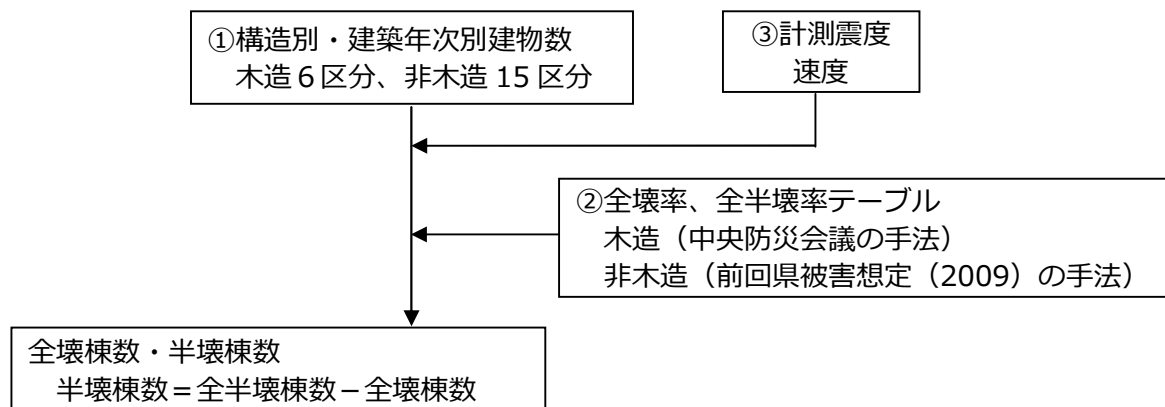 ①構造別・建築年次別建物数
木造６区分、非木造 15 区分
③計測震度
速度
②全壊率、全半壊率テーブル
木造（中央防災会議の手法）
非木造（前回県被害想定（2009）の手法）
全壊棟数・半壊棟数
半壊棟数＝全半壊棟数－全壊棟数